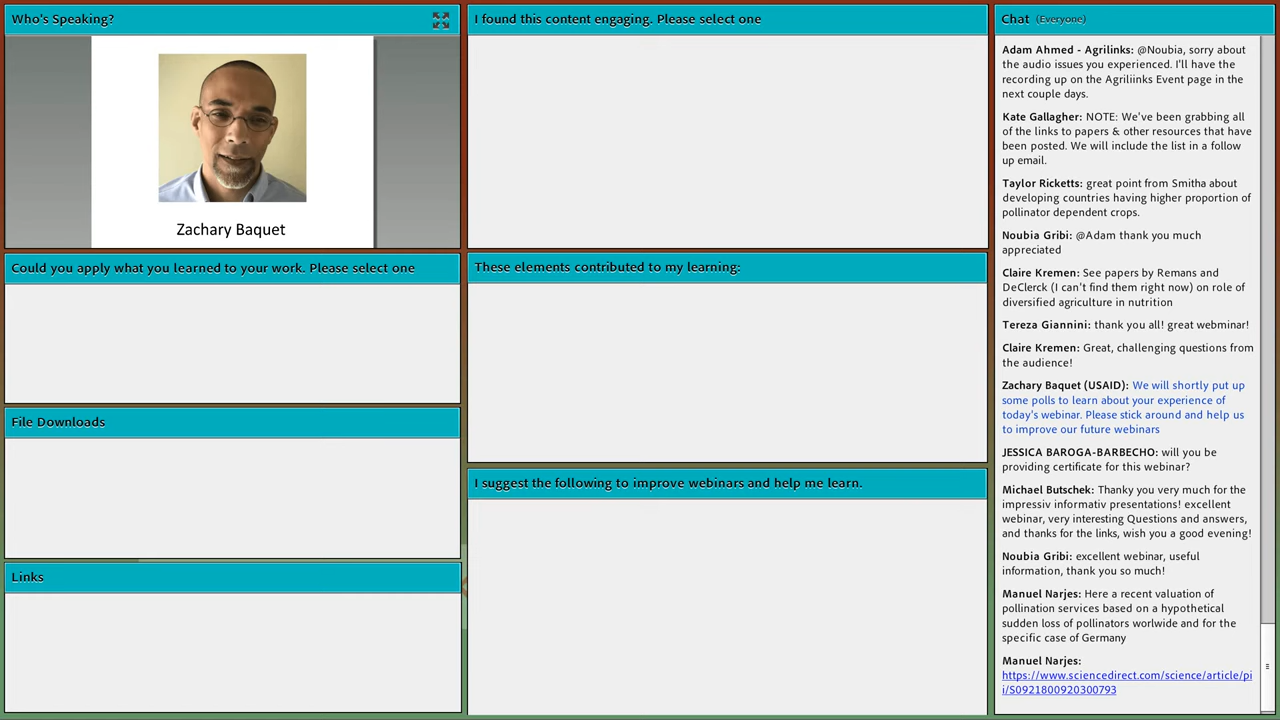 Who's Speaking?
Zachary Baquet
Could you apply what you learned to your work. Please select one
File Downloads
Links
I found this content engaging. Please select one
These elements contributed to my learning:
I suggest the following to improve webinars and help me learn.
Chat (Everyone)
Adam Ahmed - Agrilinks: @Noubia, sorry about
the audio issues you experienced. I'll have the
recording up on the Agriliinks Event page in the
next couple days.
Kate Gallagher: NOTE: We've been grabbing all
of the links to papers & other resources that have
been posted. We will include the list in a follow
up email.
Taylor Ricketts: great point from Smitha about
developing countries having higher proportion of
pollinator dependent crops.
Noubia Gribi: @Adam thank you much
appreciated
Claire Kremen: See papers by Remans and
DeClerck (I can't find them right now) on role of
diversified agriculture in nutrition
Tereza Giannini: thank you all! great webminar!
Claire Kremen: Great, challenging questions from
the audience!
Zachary Baquet (USAID): We will shortly put up
some polls to learn about your experience of
today's webinar. Please stick around and help us
to improve our future webinars
JESSICA BAROGA-BARBECHO: will you be
providing certificate for this webinar?
Michael Butschek: Thanky you very much for the
impressiv informativ presentations! excellent
webinar, very interesting Questions and answers,
and thanks for the links, wish you a good evening!
Noubia Gribi: excellent webinar, useful
information, thank you so much!
Manuel Narjes: Here a recent valuation of
pollination services based on a hypothetical
sudden loss of pollinators worlwide and for the
specific case of Germany
Manuel Narjes:
https://www.sciencedirect.com/science/article/pi
i/S0921800920300793